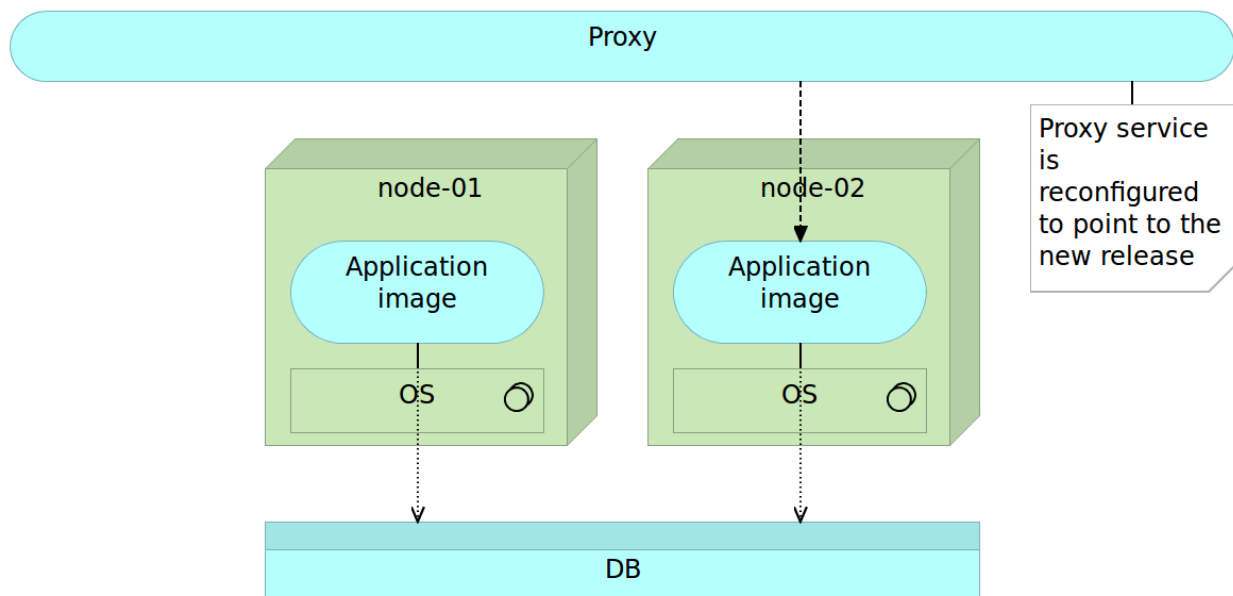 Proxy
Proxy service
is
reconfigured
to point to the
new release
node-01
node-02
Application
image
Application
image
OS
OS
DB